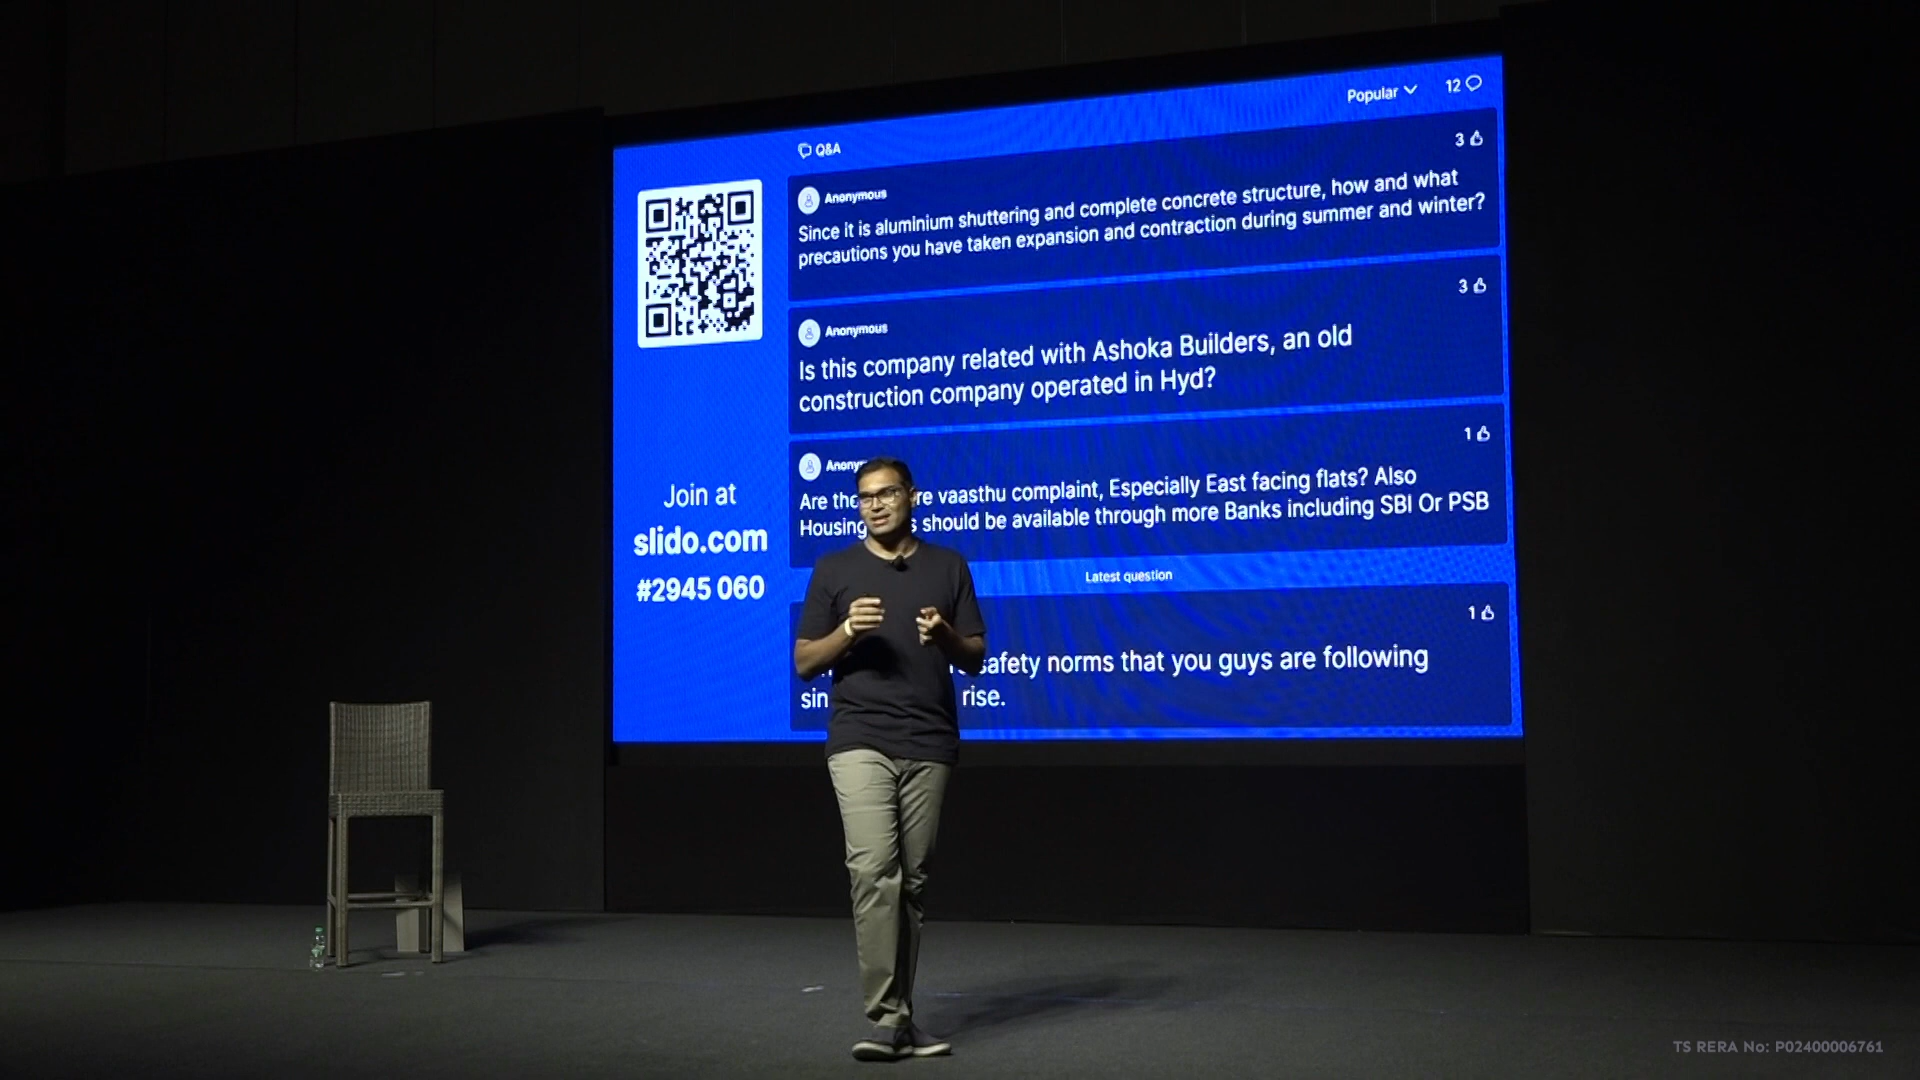 Popular
12
Q&A
3
Anonymous
Since it is aluminium shuttering and complete concrete structure, how and what
precautions you have taken expansion and contraction during summer and winter?
3
Anonymous
Is this company related with Ashoka Builders, an old
construction company operated in Hyd?
1
Are vaasthu complaint, Especially East facing flats? Also
Housing should be available through more Banks including SBI Or PSB
Latest question
1
safety norms that you guys are following
rise.
Join at
slido.com
#2945 060
TS RERA No: P02400006761